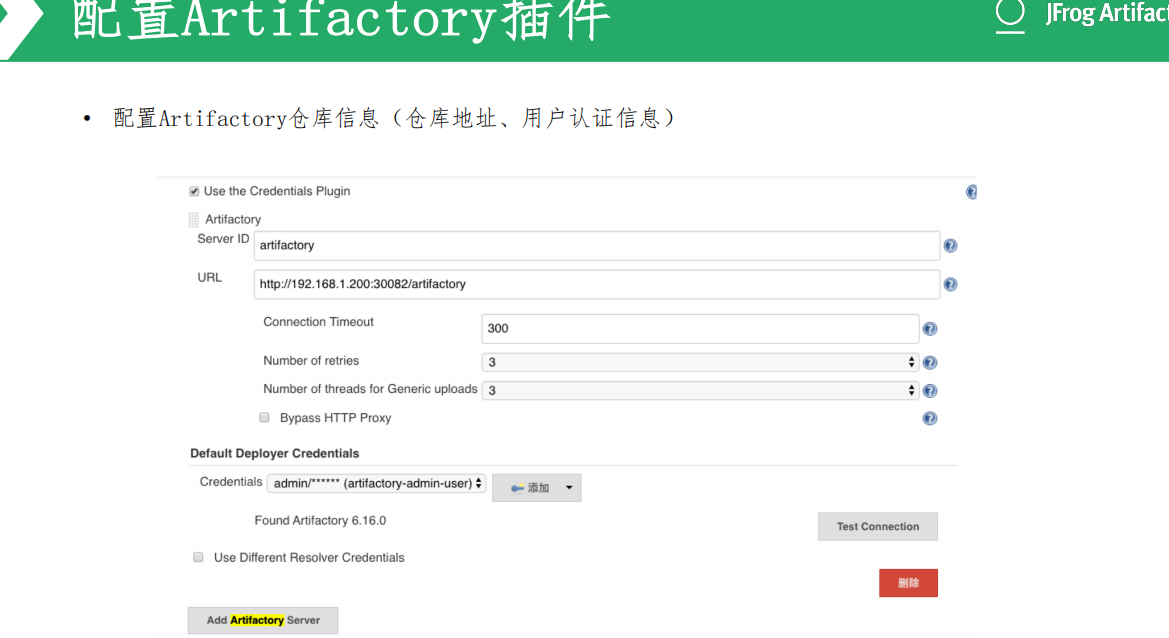 配置Artifactory插件
JFrog Artifact
• 配置Artifactory仓库信息（仓库地址、用户认证信息）
Use the Credentials Plugin
Artifactory
Server ID artifactory
URL http://192.168.1.200:30082/artifactory
Connection Timeout 300
Number of retries 3
Number of threads for Generic uploads 3
Bypass HTTP Proxy
Default Deployer Credentials
Credentials admin/****** (artifactory-admin-user) 添加
Found Artifactory 6.16.0
Test Connection
Use Different Resolver Credentials
删除
Add Artifactory Server